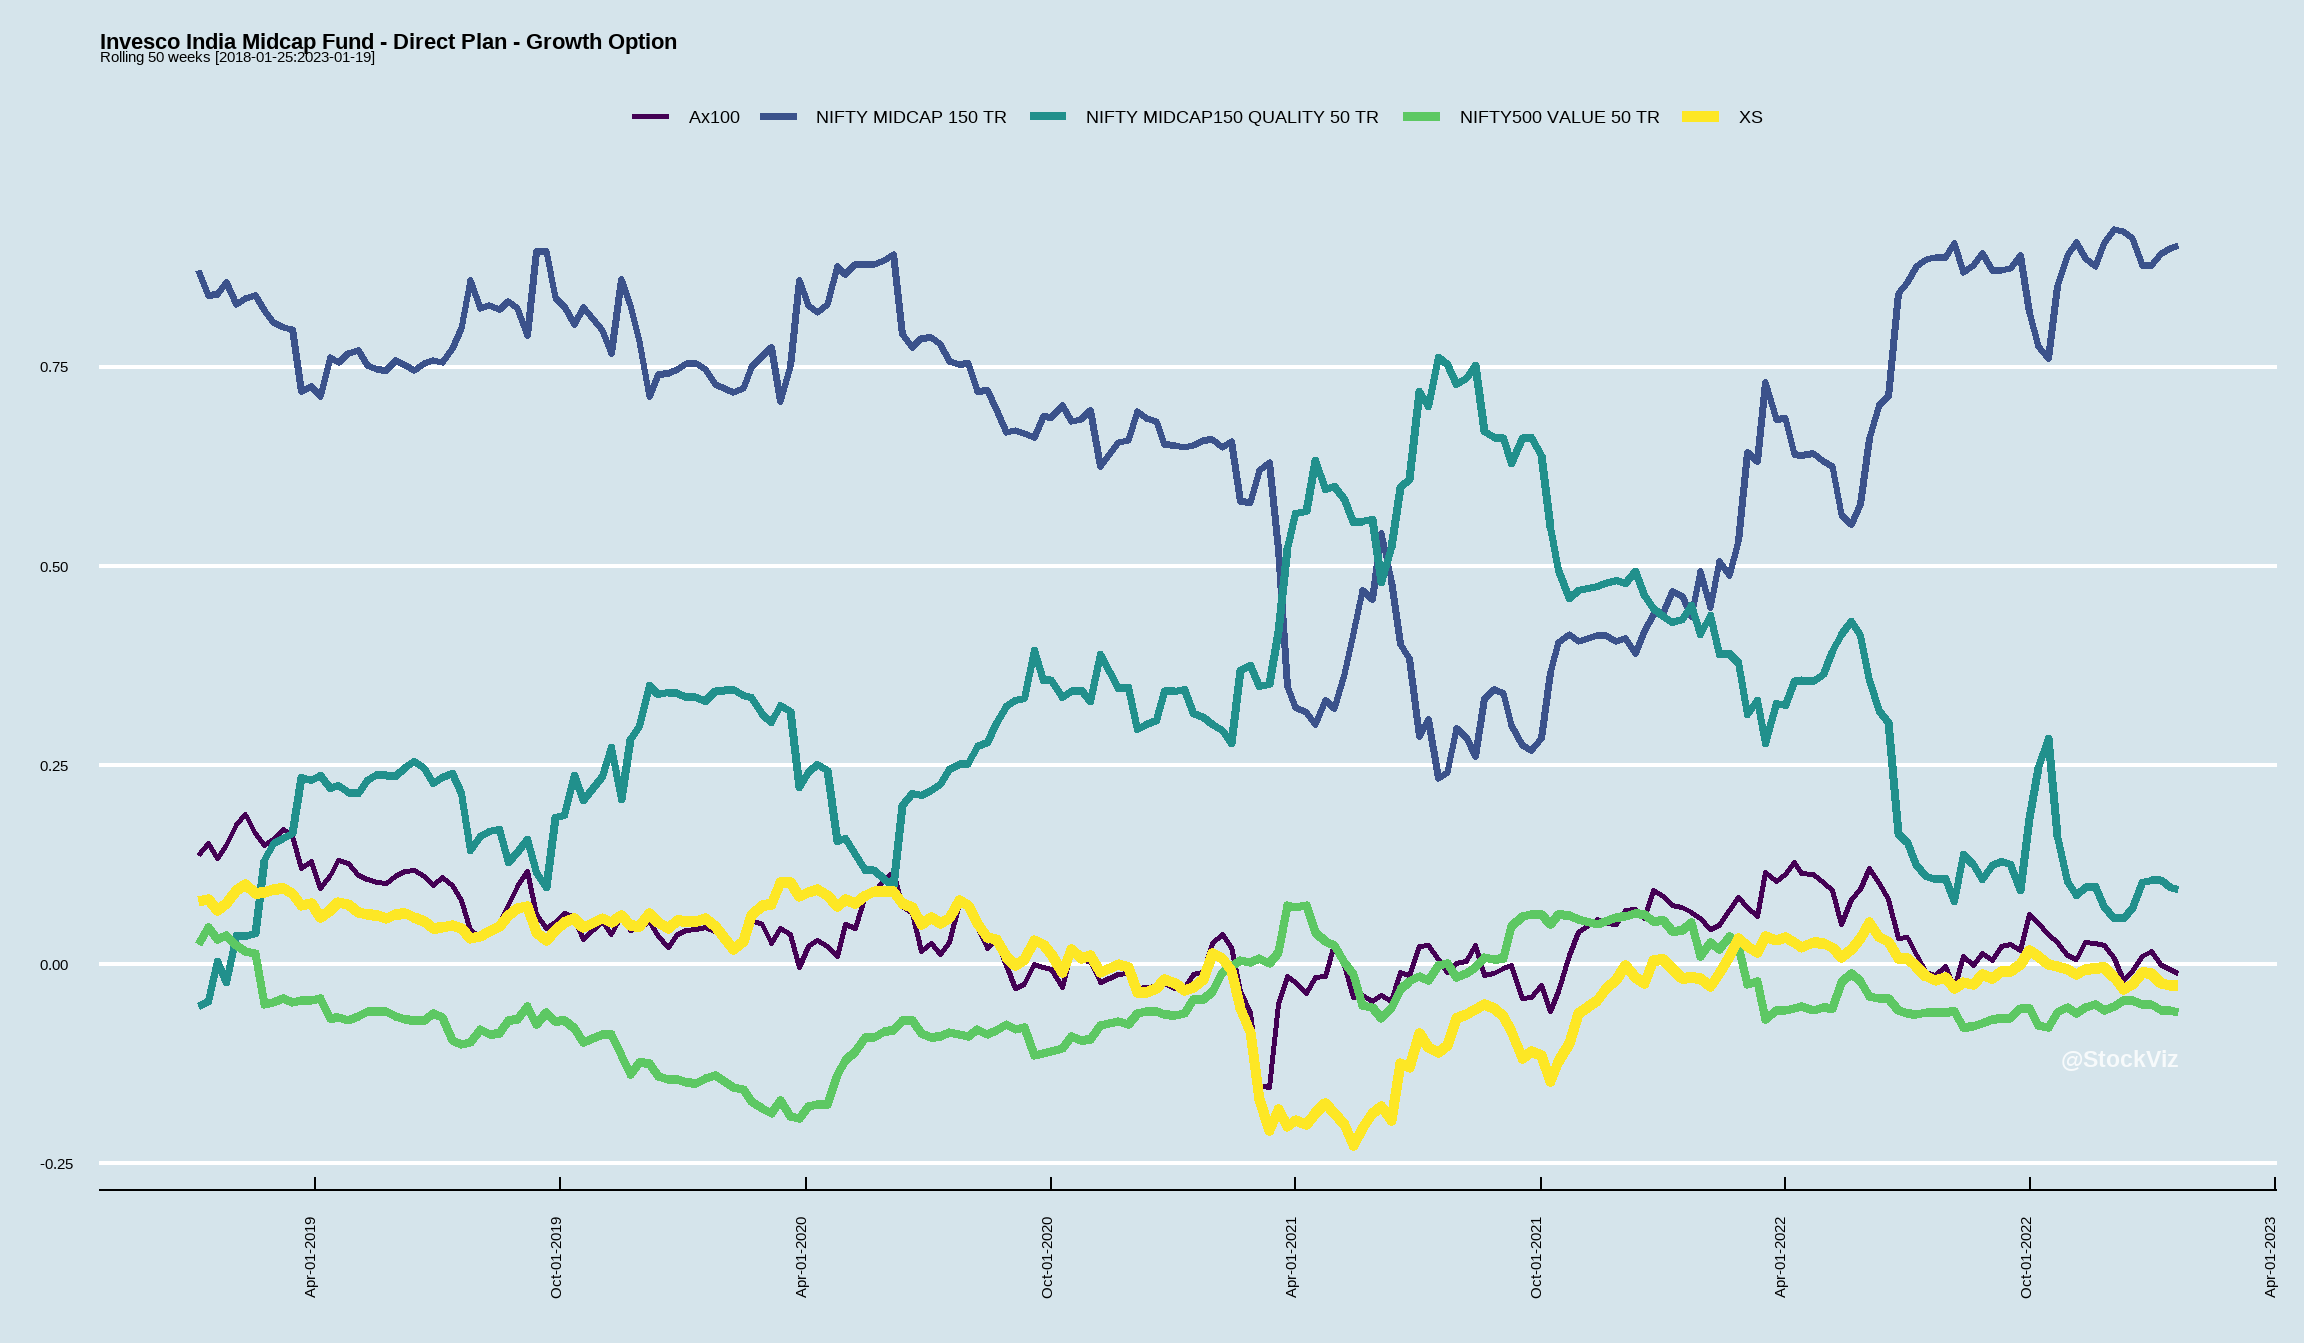 Invesco India Midcap Fund - Direct Plan - Growth Option
Rolling 50 weeks [2018-01-25:2023-01-19]
Ax100 NIFTY MIDCAP 150 TR NIFTY MIDCAP150 QUALITY 50 TR NIFTY500 VALUE 50 TR XS
0.75
0.50
0.25
0.00
-0.25
@StockViz
Apr-01-2019
Oct-01-2019
Apr-01-2020
Oct-01-2020
Apr-01-2021
Oct-01-2021
Apr-01-2022
Oct-01-2022
Apr-01-2023